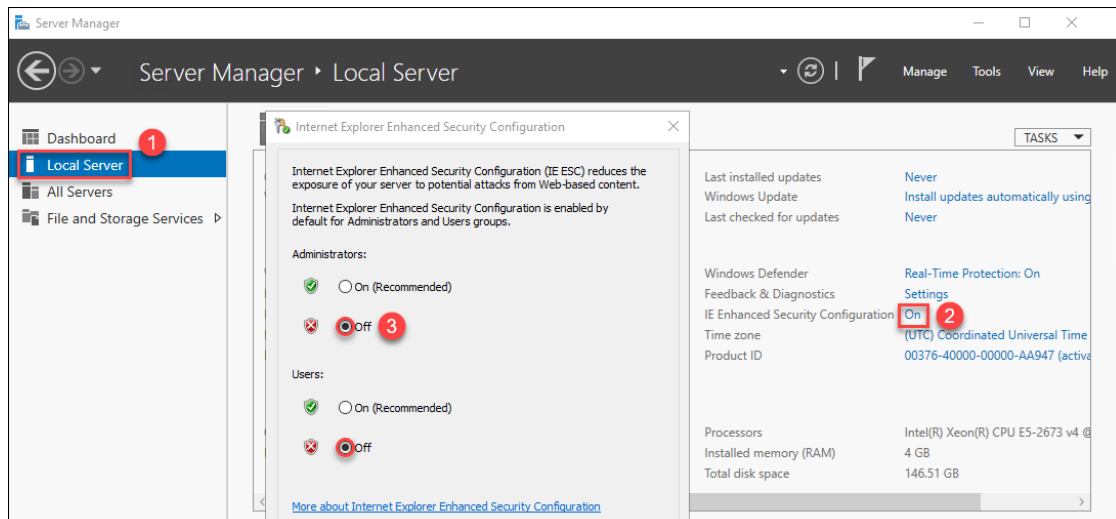 Server Manager
Server Manager • Local Server
Manage Tools View Help
Dashboard
1
Local Server
All Servers
File and Storage Services
Internet Explorer Enhanced Security Configuration
Internet Explorer Enhanced Security Configuration (IE ESC) reduces the
exposure of your server to potential attacks from Web-based content.
Internet Explorer Enhanced Security Configuration is enabled by
default for Administrators and Users groups.
Administrators:
On (Recommended)
Off 3
Users:
On (Recommended)
Off
More about Internet Explorer Enhanced Security Configuration
TASKS
Last installed updates Never
Windows Update Install updates automatically using
Last checked for updates Never
Windows Defender Real-Time Protection: On
Feedback & Diagnostics Settings
IE Enhanced Security Configuration On 2
Time zone (UTC) Coordinated Universal Time
Product ID 00376-40000-00000-AA947 (activa
Processors Intel(R) Xeon(R) CPU E5-2673 v4 @
Installed memory (RAM) 4 GB
Total disk space 146.51 GB